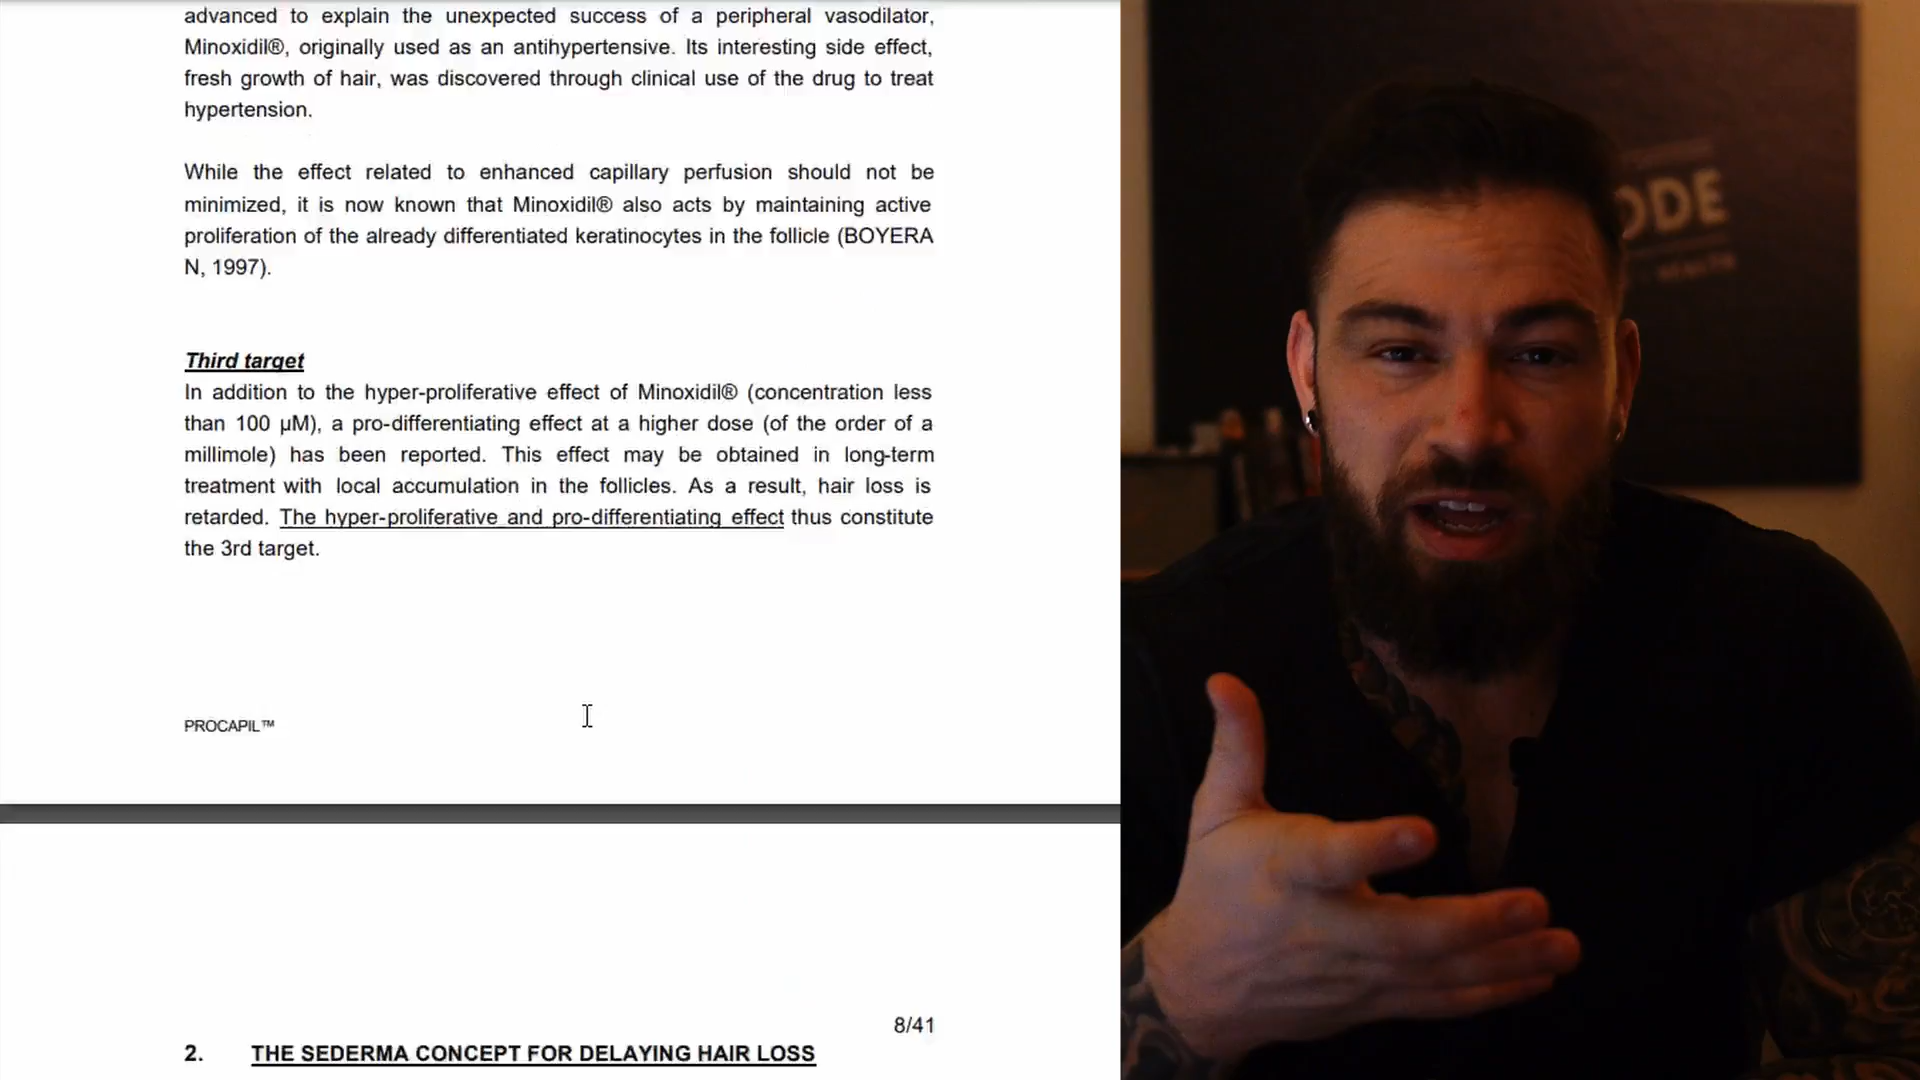 advanced to explain the unexpected success of a peripheral vasodilator,
Minoxidil®, originally used as an antihypertensive. Its interesting side effect,
fresh growth of hair, was discovered through clinical use of the drug to treat
hypertension.
While the effect related to enhanced capillary perfusion should not be
minimized, it is now known that Minoxidil® also acts by maintaining active
proliferation of the already differentiated keratinocytes in the follicle (BOYERA
N, 1997).
Third target
In addition to the hyper-proliferative effect of Minoxidil® (concentration less
than 100 µM), a pro-differentiating effect at a higher dose (of the order of a
millimole) has been reported. This effect may be obtained in long-term
treatment with local accumulation in the follicles. As a result, hair loss is
retarded. The hyper-proliferative and pro-differentiating effect thus constitute
the 3rd target.
PROCAPIL™
8/41
2. THE SEDERMA CONCEPT FOR DELAYING HAIR LOSS
ODE
HEALTH